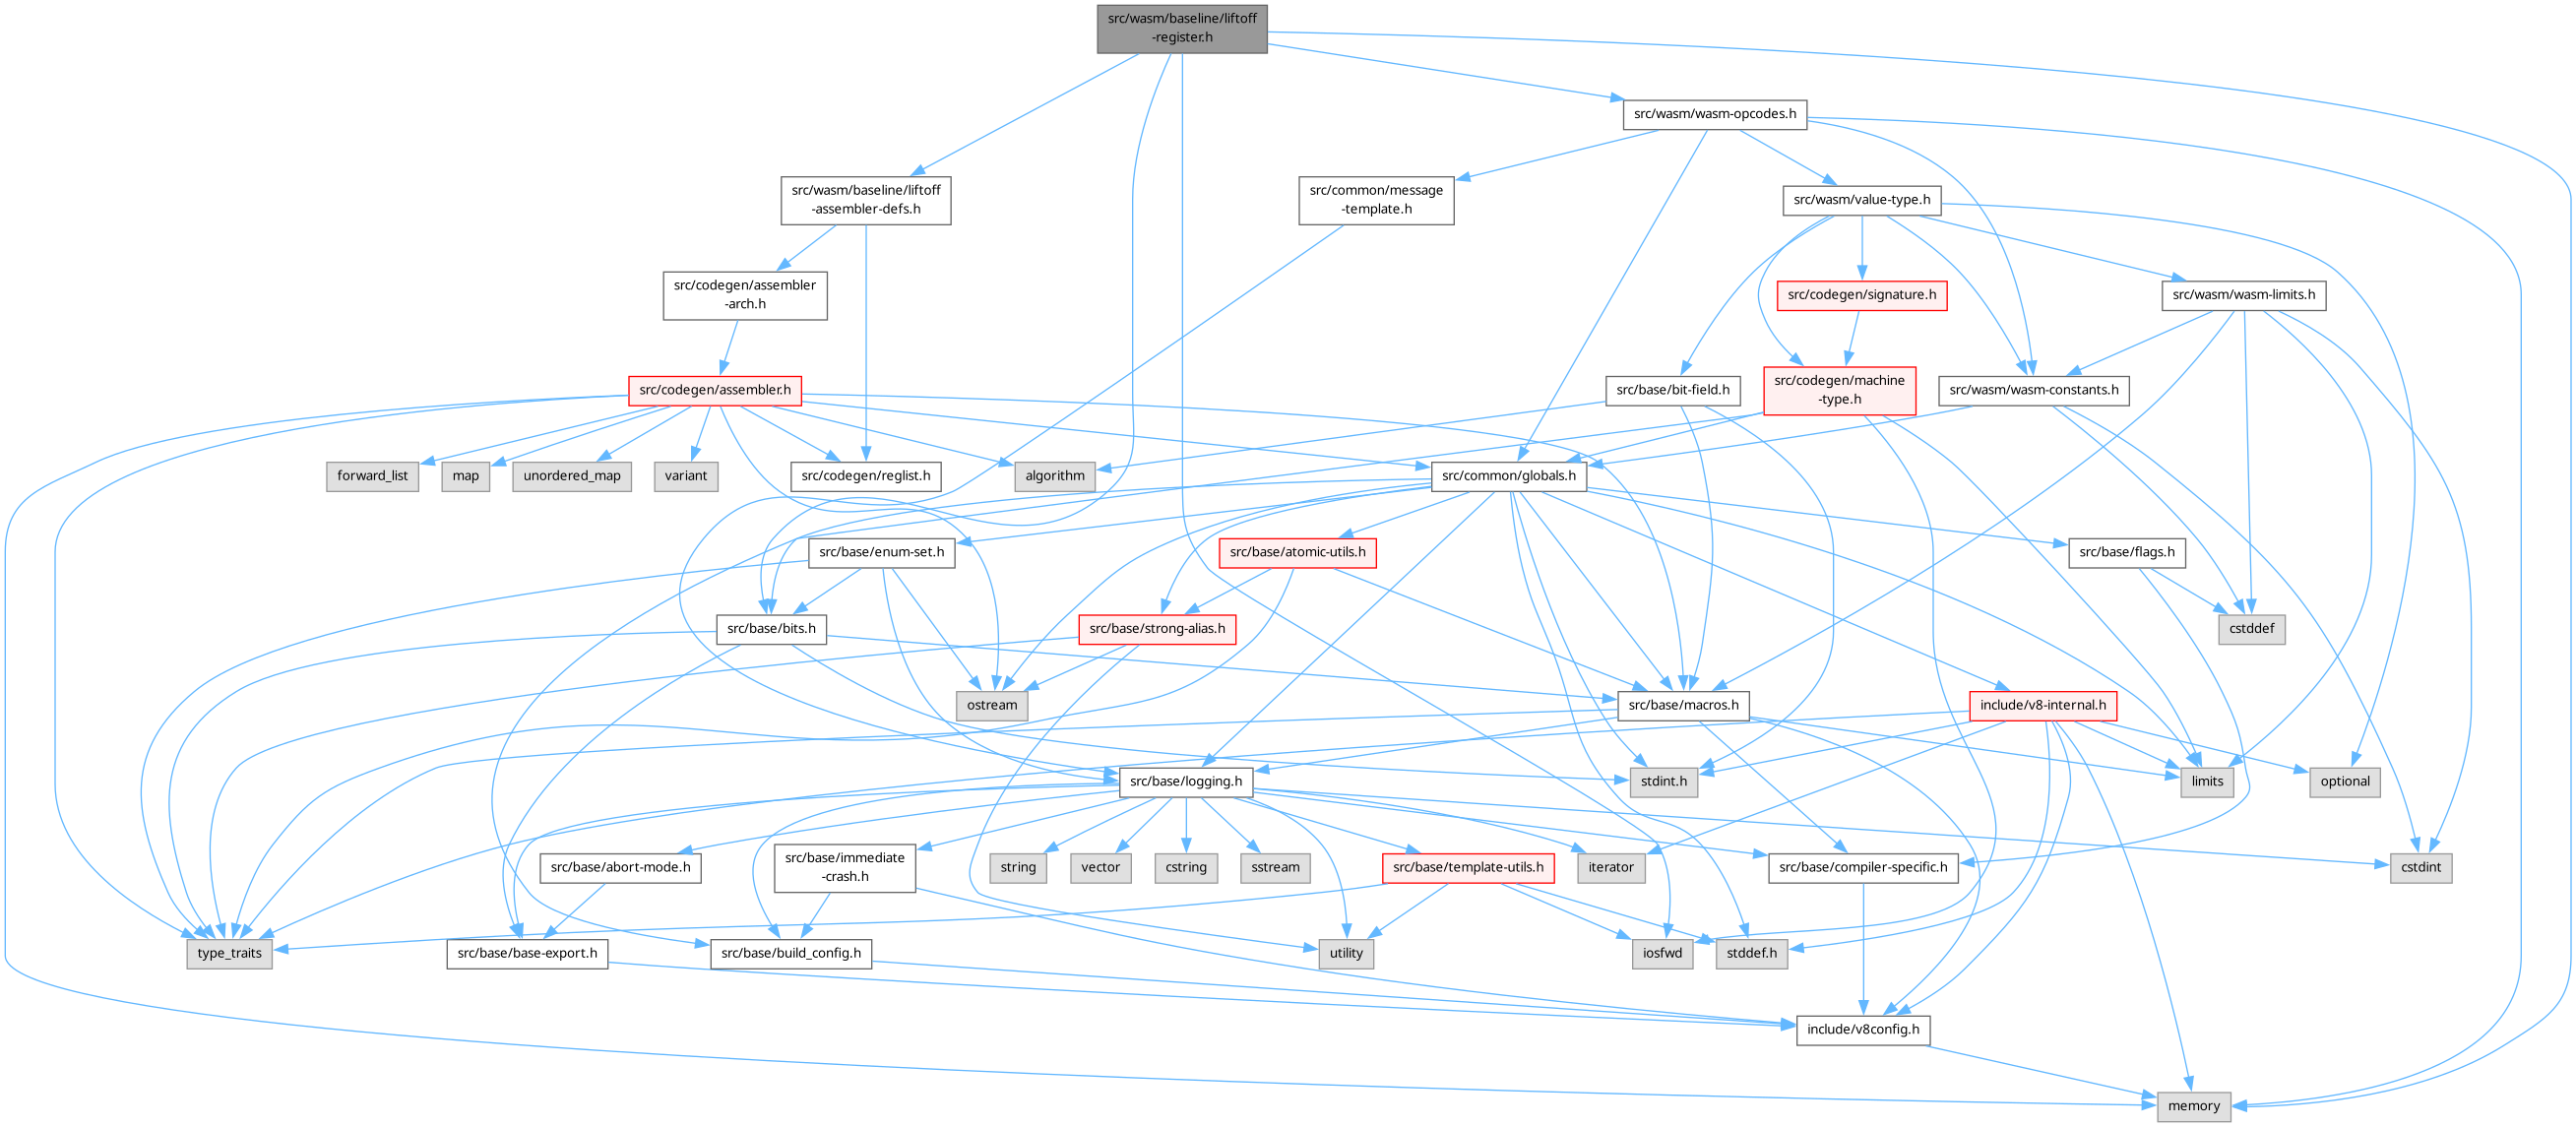 src/wasm/baseline/liftoff
-register.h
src/wasm/wasm-opcodes.h
src/wasm/baseline/liftoff
-assembler-defs.h
src/common/message
-template.h
src/wasm/value-type.h
src/codegen/assembler
-arch.h
src/codegen/signature.h
src/wasm/wasm-limits.h
src/codegen/assembler.h
src/base/bit-field.h
src/codegen/machine
-type.h
src/wasm/wasm-constants.h
forward_list
map
unordered_map
variant
src/codegen/reglist.h
algorithm
src/common/globals.h
src/base/enum-set.h
src/base/atomic-utils.h
src/base/flags.h
src/base/bits.h
src/base/strong-alias.h
cstddef
ostream
src/base/macros.h
include/v8-internal.h
src/base/logging.h
stdint.h
limits
optional
src/base/abort-mode.h
src/base/immediate
-crash.h
string
vector
cstring
sstream
src/base/template-utils.h
iterator
src/base/compiler-specific.h
cstdint
type_traits
src/base/base-export.h
src/base/build_config.h
utility
iosfwd
stddef.h
include/v8config.h
memory